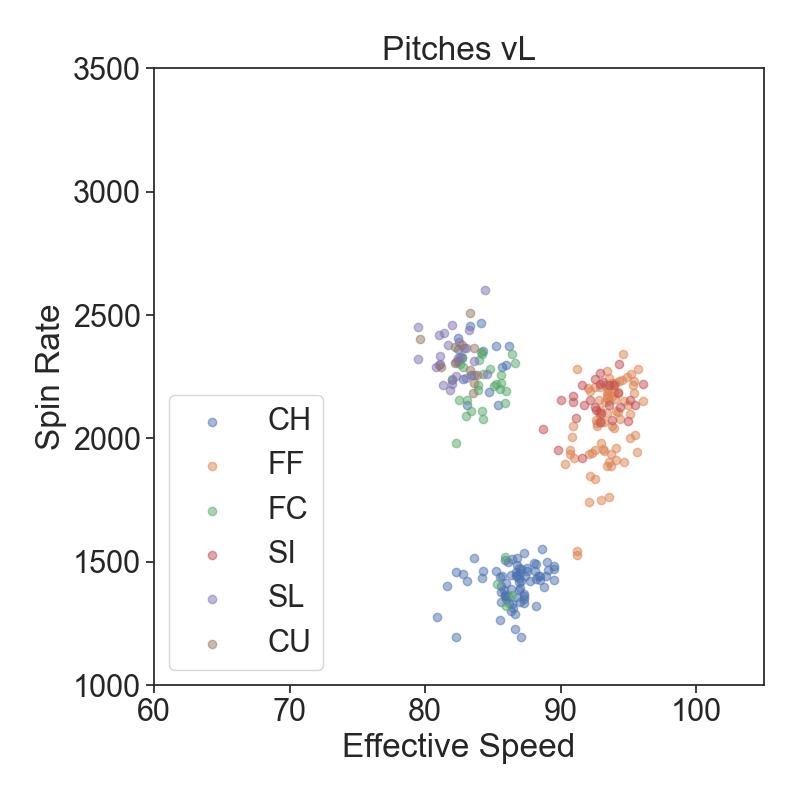 Pitches vL
3500
3000
2500
2000
1500
1000
Spin Rate
CH
FF
FC
SI
SL
CU
60 70 80 90 100
Effective Speed